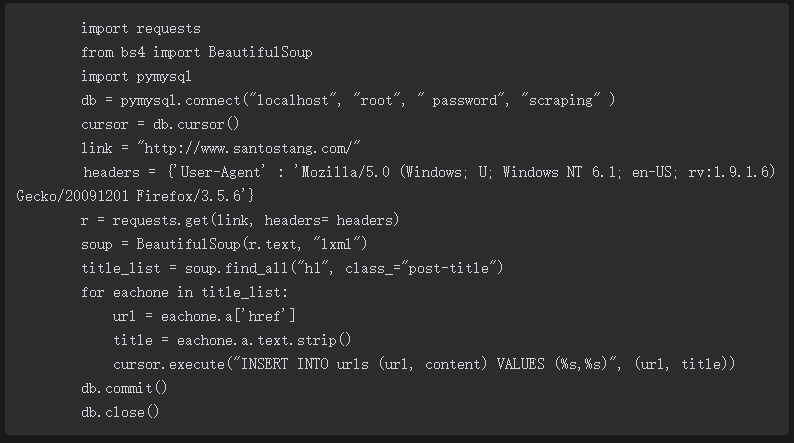 import requests
from bs4 import BeautifulSoup
import pymysql
db = pymysql.connect("localhost", "root", " password", "scraping" )
cursor = db.cursor()
link = "http://www.santostang.com/"
headers = {'User-Agent' : 'Mozilla/5.0 (Windows; U; Windows NT 6.1; en-US; rv:1.9.1.6)
Gecko/20091201 Firefox/3.5.6'}
r = requests.get(link, headers= headers)
soup = BeautifulSoup(r.text, "lxml")
title_list = soup.find_all("h1", class_="post-title")
for eachone in title_list:
    url = eachone.a['href']
    title = eachone.a.text.strip()
    cursor.execute("INSERT INTO urls (url, content) VALUES (%s,%s)", (url, title))
db.commit()
db.close()